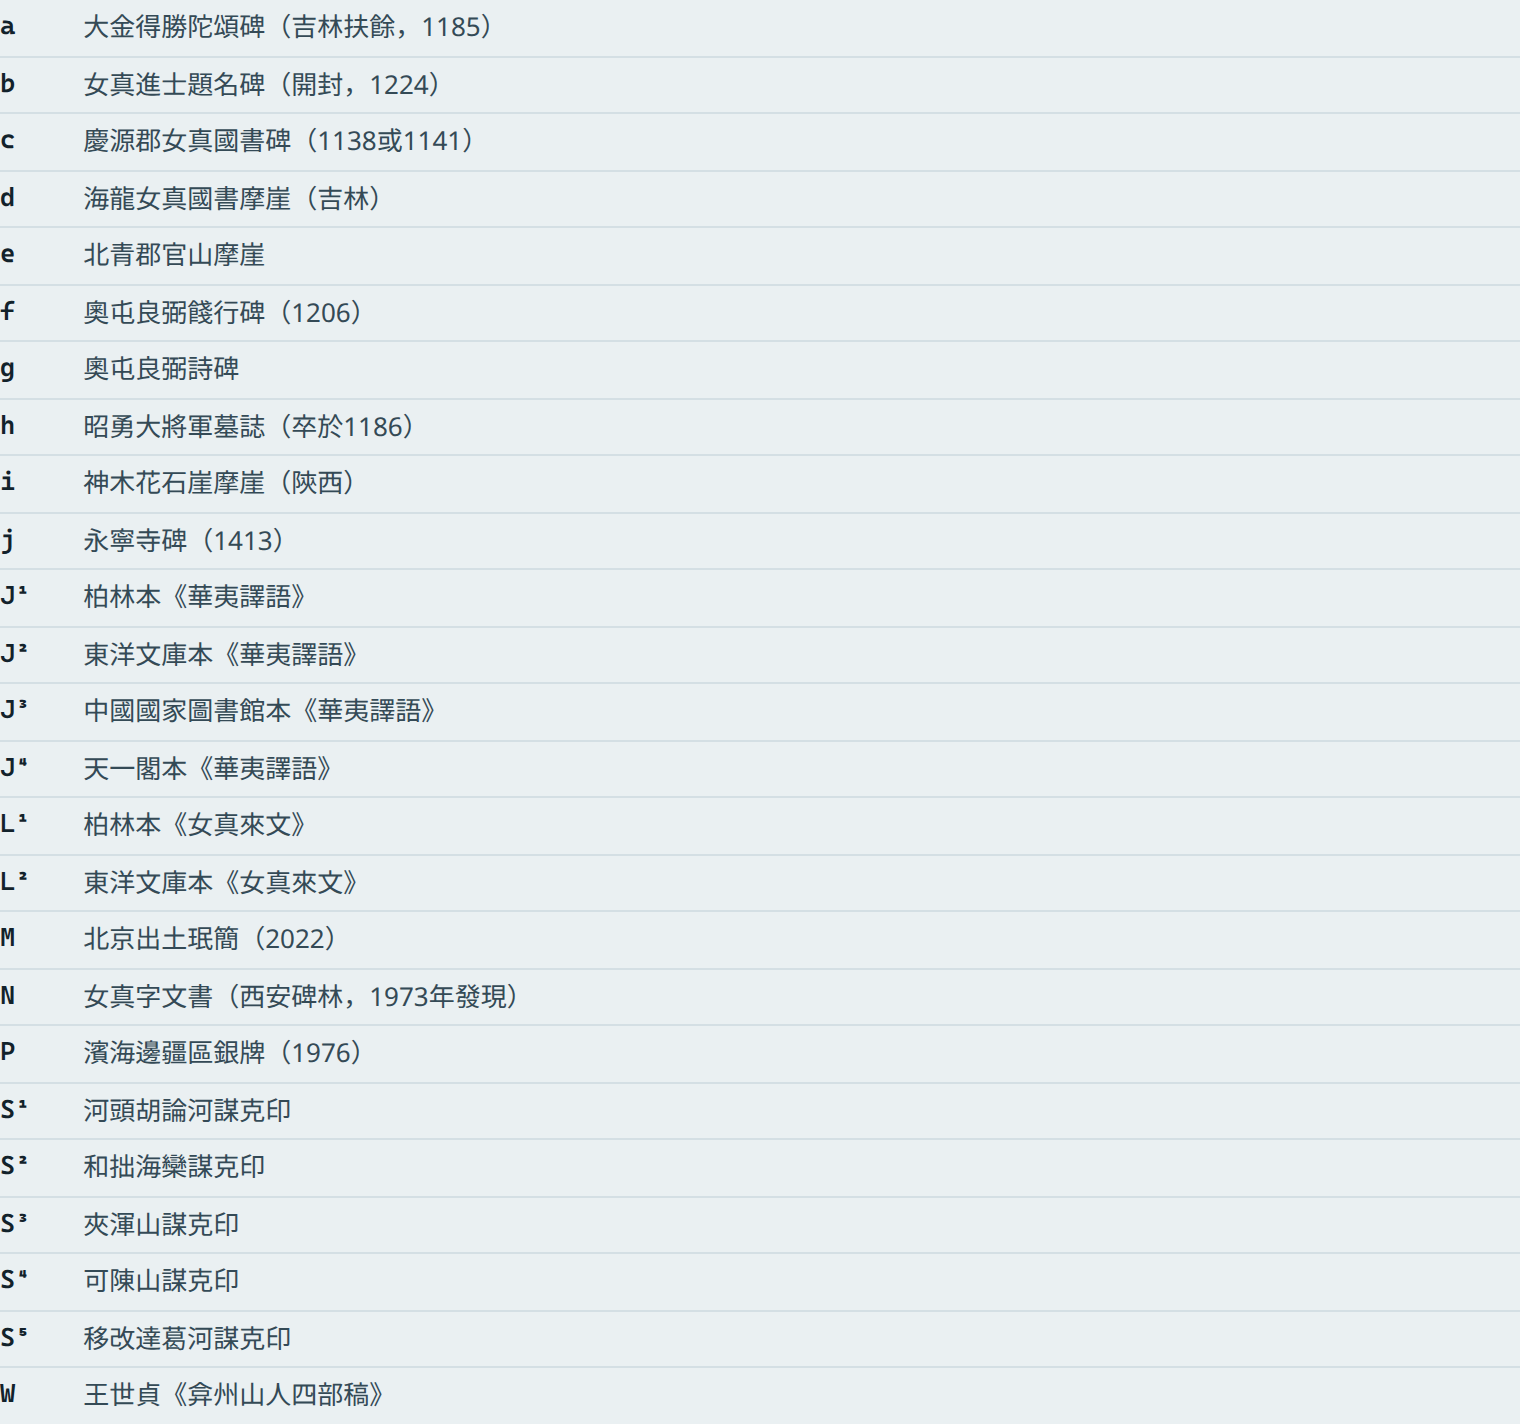 a 大金得勝陀頌碑（吉林扶餘，1185）
b 女真進士題名碑（開封，1224）
c 慶源郡女真國書碑（1138或1141）
d 海龍女真國書摩崖（吉林）
e 北青郡官山摩崖
f 奧屯良弼餞行碑（1206）
g 奧屯良弼詩碑
h 昭勇大將軍墓誌（卒於1186）
i 神木花石崖摩崖（陝西）
j 永寧寺碑（1413）
J¹ 柏林本《華夷譯語》
J² 東洋文庫本《華夷譯語》
J³ 中國國家圖書館本《華夷譯語》
J⁴ 天一閣本《華夷譯語》
L¹ 柏林本《女真來文》
L² 東洋文庫本《女真來文》
M 北京出土珉簡（2022）
N 女真字文書（西安碑林，1973年發現）
P 濱海邊疆區銀牌（1976）
S¹ 河頭胡論河謀克印
S² 和拙海欒謀克印
S³ 夾渾山謀克印
S⁴ 可陳山謀克印
S⁵ 移改達葛河謀克印
W 王世貞《弇州山人四部稿》